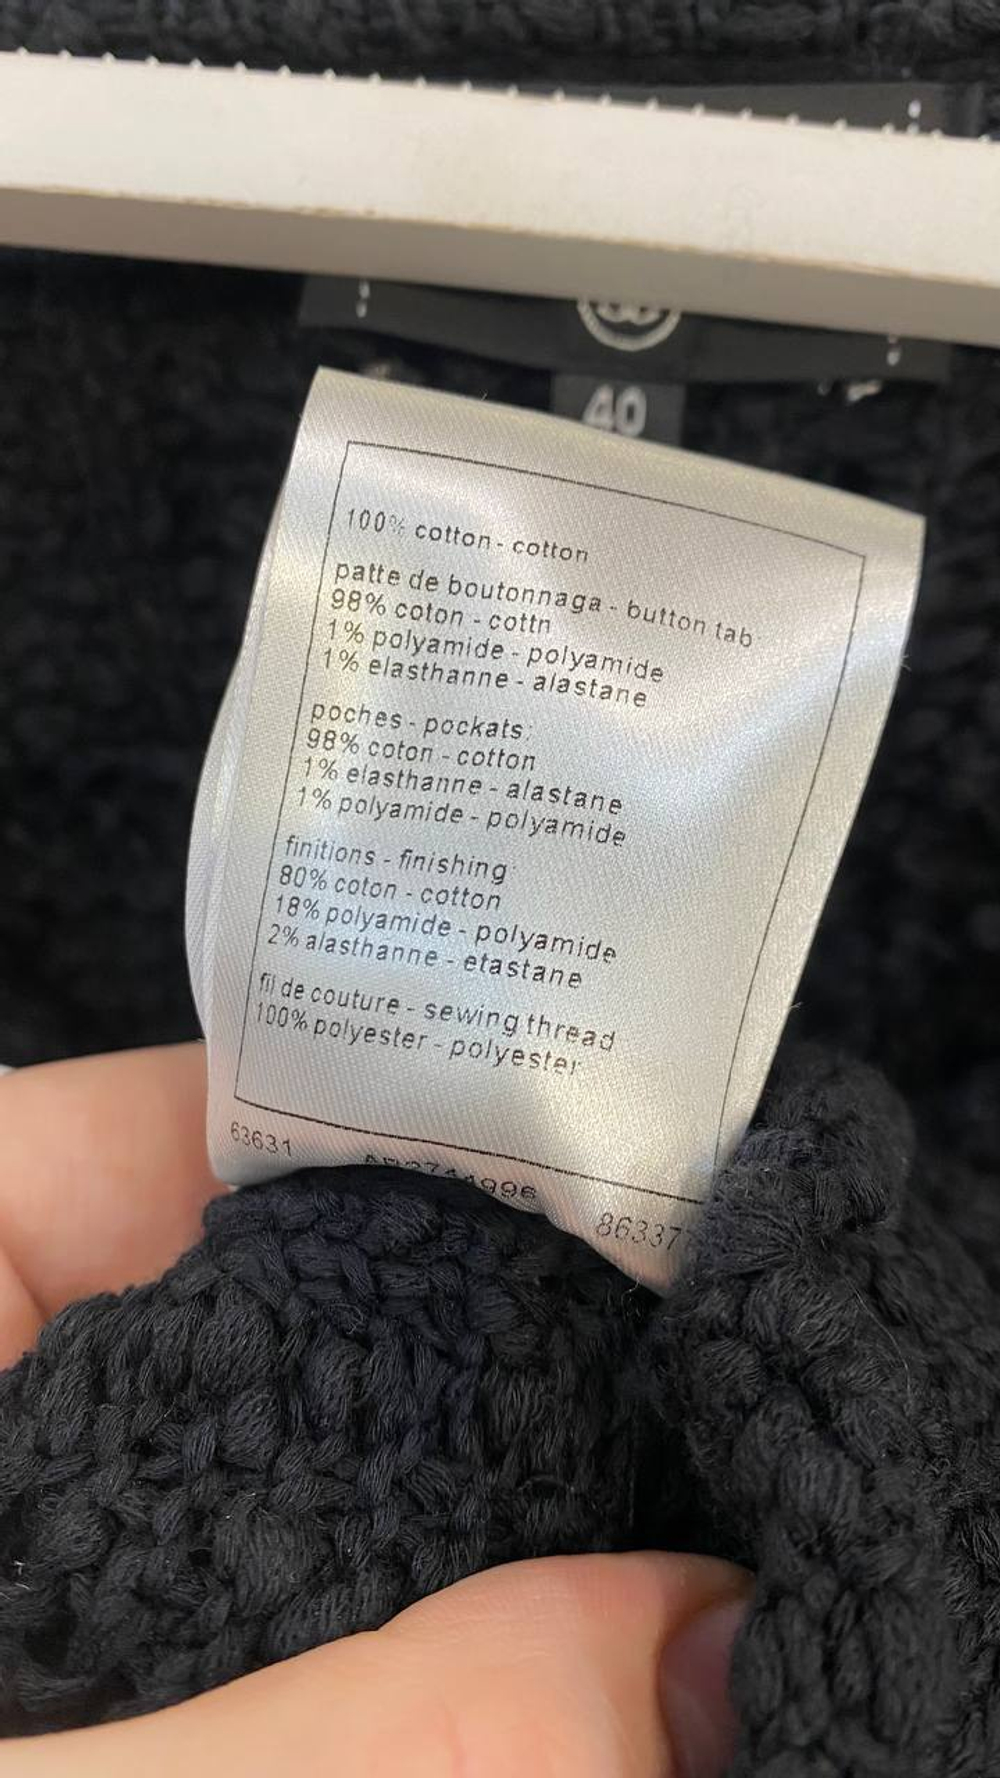 40
100% cotton - cotton
patte de boutonnaga - button tab
98% coton - cottn
1% polyamide - polyamide
1% elasthanne - alastane
poches - pockats:
98% coton - cotton
1% elasthanne - alastane
1% polyamide - polyamide
finitions - finishing:
80% coton - cotton
18% polyamide - polyamide
2% alasthanne - etastane
fil de couture - sewing thread
100% polyester - polyester
63631